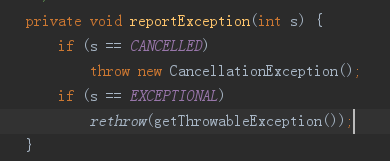 private void reportException(int s) {
    if (s == CANCELLED)
        throw new CancellationException();
    if (s == EXCEPTIONAL)
        rethrow(getThrowableException());
}